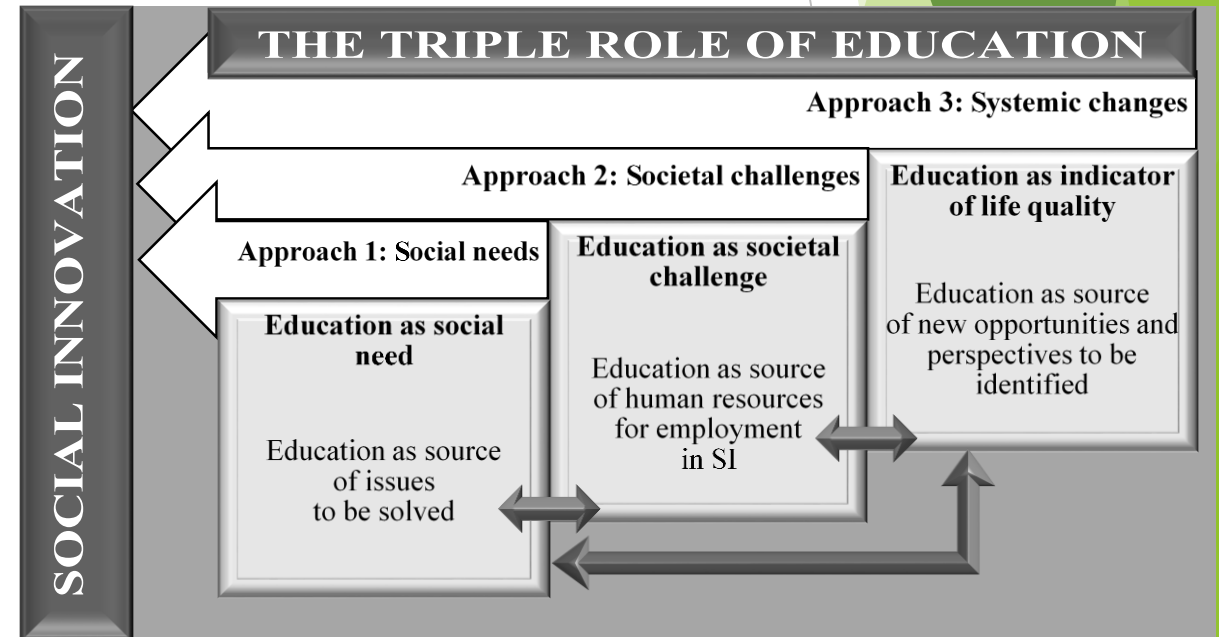 SOCIAL INNOVATION
THE TRIPLE ROLE OF EDUCATION
Approach 3: Systemic changes
Approach 2: Societal challenges
Approach 1: Social needs
Education as social
need
Education as source
of issues
to be solved
Education as societal
challenge
Education as source
of human resources
for employment
in SI
Education as indicator
of life quality
Education as source
of new opportunities and
perspectives to be
identified